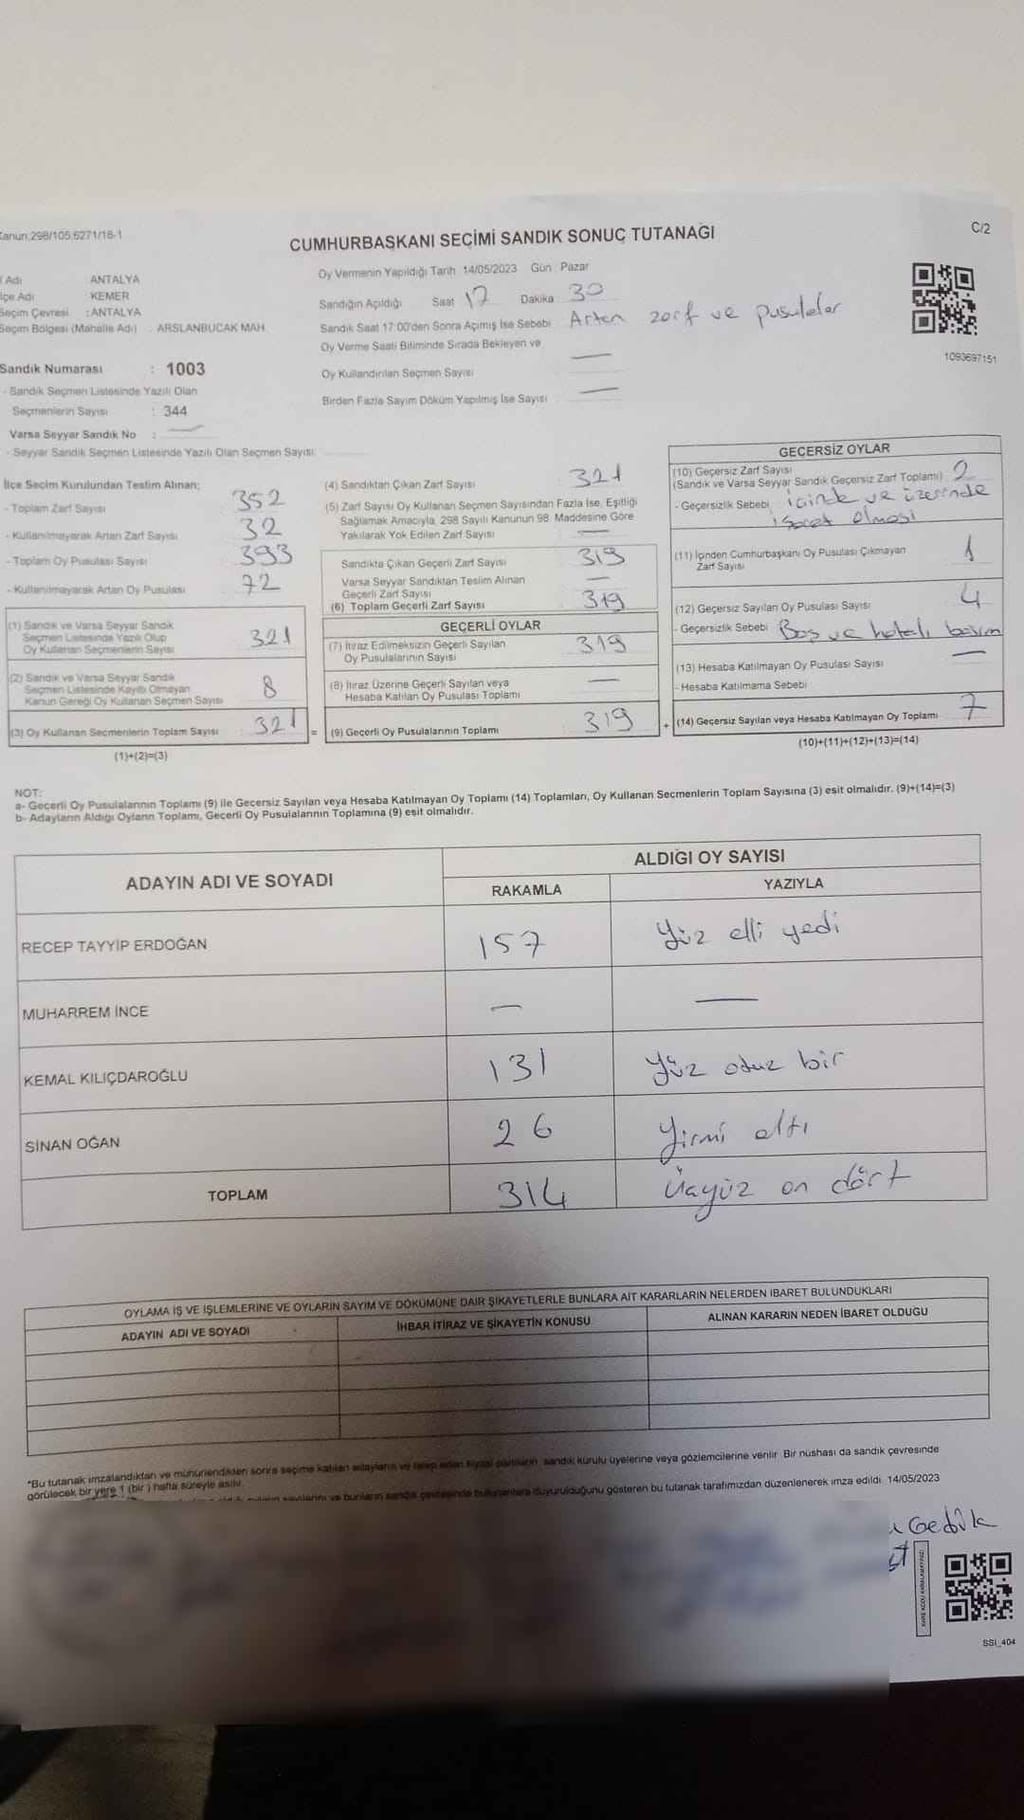 Kanun;298/105,6271/16-1
C/2
CUMHURBAŞKANI SEÇİMİ SANDIK SONUÇ TUTANAĞI
Adı ANTALYA
Adı KEMER
Seçim Çevresi :ANTALYA
Seçim Bölgesi (Mahalle Adı) ARSLANBUCAK MAH.
Sandık Numarası : 1003
- Sandık Seçmen Listesinde Yazılı Olan
Seçmenlerin Sayısı : 344
Varsa Seyyar Sandık No :
- Seyyar Sandık Seçmen Listesinde Yazılı Olan Seçmen Sayısı
Oy Vermenin Yapıldığı Tarih 14/05/2023 Gün : Pazar
Sandığın Açıldığı Saat 17 Dakika 30
Sandık Saat 17:00'den Sonra Açılmış İse Sebebi Artan zarf ve pusulalar
Oy Verme Saati Bitiminde Sırada Bekleyen ve
Oy Kullandırılan Seçmen Sayısı —
Birden Fazla Sayım Döküm Yapılmış İse Sayısı —
1093697151
İlçe Seçim Kurulundan Teslim Alınan;
- Toplam Zarf Sayısı 352
- Kullanılmayarak Artan Zarf Sayısı 32
- Toplam Oy Pusulası Sayısı 393
- Kullanılmayarak Artan Oy Pusulası 72
(1) Sandık ve Varsa Seyyar Sandık
Seçmen Listesinde Yazılı Olup
Oy Kullanan Seçmenlerin Sayısı 321
(2) Sandık ve Varsa Seyyar Sandık
Seçmen Listesinde Kayıtlı Olmayan
Kanun Gereği Oy Kullanan Seçmen Sayısı 8
(3) Oy Kullanan Seçmenlerin Toplam Sayısı 321
(1)+(2)=(3)
(4) Sandıktan Çıkan Zarf Sayısı 321
(5) Zarf Sayısı Oy Kullanan Seçmen Sayısından Fazla İse, Eşitliği
Sağlamak Amacıyla, 298 Sayılı Kanunun 98. Maddesine Göre
Yakılarak Yok Edilen Zarf Sayısı —
Sandıkta Çıkan Geçerli Zarf Sayısı 319
Varsa Seyyar Sandıktan Teslim Alınan
Geçerli Zarf Sayısı —
(6) Toplam Geçerli Zarf Sayısı 319
GEÇERLİ OYLAR
(7) İtiraz Edilmeksizin Geçerli Sayılan
Oy Pusulalarının Sayısı 319
(8) İtiraz Üzerine Geçerli Sayılan veya
Hesaba Katılan Oy Pusulası Toplamı —
= (9) Geçerli Oy Pusulalarının Toplamı 319
GEÇERSİZ OYLAR
(10) Geçersiz Zarf Sayısı
(Sandık ve Varsa Seyyar Sandık Geçersiz Zarf Toplamı) 2
- Geçersizlik Sebebi içinde ve üzerinde
işaret olması
(11) İçinden Cumhurbaşkanı Oy Pusulası Çıkmayan
Zarf Sayısı 1
(12) Geçersiz Sayılan Oy Pusulası Sayısı 4
- Geçersizlik Sebebi Boş ve hatalı basım
(13) Hesaba Katılmayan Oy Pusulası Sayısı —
- Hesaba Katılmama Sebebi
+ (14) Geçersiz Sayılan veya Hesaba Katılmayan Oy Toplamı 7
(10)+(11)+(12)+(13)=(14)
NOT:
a- Geçerli Oy Pusulalarının Toplamı (9) ile Geçersiz Sayılan veya Hesaba Katılmayan Oy Toplamı (14) Toplamları, Oy Kullanan Seçmenlerin Toplam Sayısına (3) eşit olmalıdır. (9)+(14)=(3)
b- Adayların Aldığı Oyların Toplamı, Geçerli Oy Pusulalarının Toplamına (9) eşit olmalıdır.
ADAYIN ADI VE SOYADI
ALDIĞI OY SAYISI
RAKAMLA YAZIYLA
RECEP TAYYİP ERDOĞAN 157 Yüz elli yedi
MUHARREM İNCE — —
KEMAL KILIÇDAROĞLU 131 Yüz otuz bir
SİNAN OĞAN 26 Yirmi altı
TOPLAM 314 Üçyüz on dört
OYLAMA İŞ VE İŞLEMLERİNE VE OYLARIN SAYIM VE DÖKÜMÜNE DAİR ŞİKAYETLERLE BUNLARA AİT KARARLARIN NELERDEN İBARET BULUNDUKLARI
ADAYIN ADI VE SOYADI İHBAR İTİRAZ VE ŞİKAYETİN KONUSU ALINAN KARARIN NEDEN İBARET OLDUĞU
*Bu tutanak imzalandıktan ve mühürlendikten sonra seçime katılan adayların ve talep eden siyasi partilerin sandık kurulu üyelerine veya gözlemcilerine verilir. Bir nüshası da sandık çevresinde
görülecek bir yere 1 (bir) hafta süreyle asılır.
bunların sandık çevresinde bulunanlara duyurulduğunu gösteren bu tutanak tarafımızdan düzenlenerek imza edildi. 14/05/2023
Gedük
SSI_404